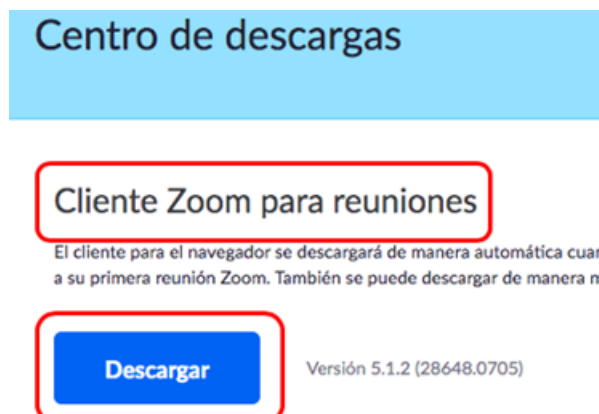 Centro de descargas
Cliente Zoom para reuniones
El cliente para el navegador se descargará de manera automática
a su primera reunión Zoom. También se puede descargar de manera
Descargar
Versión 5.1.2 (28648.0705)